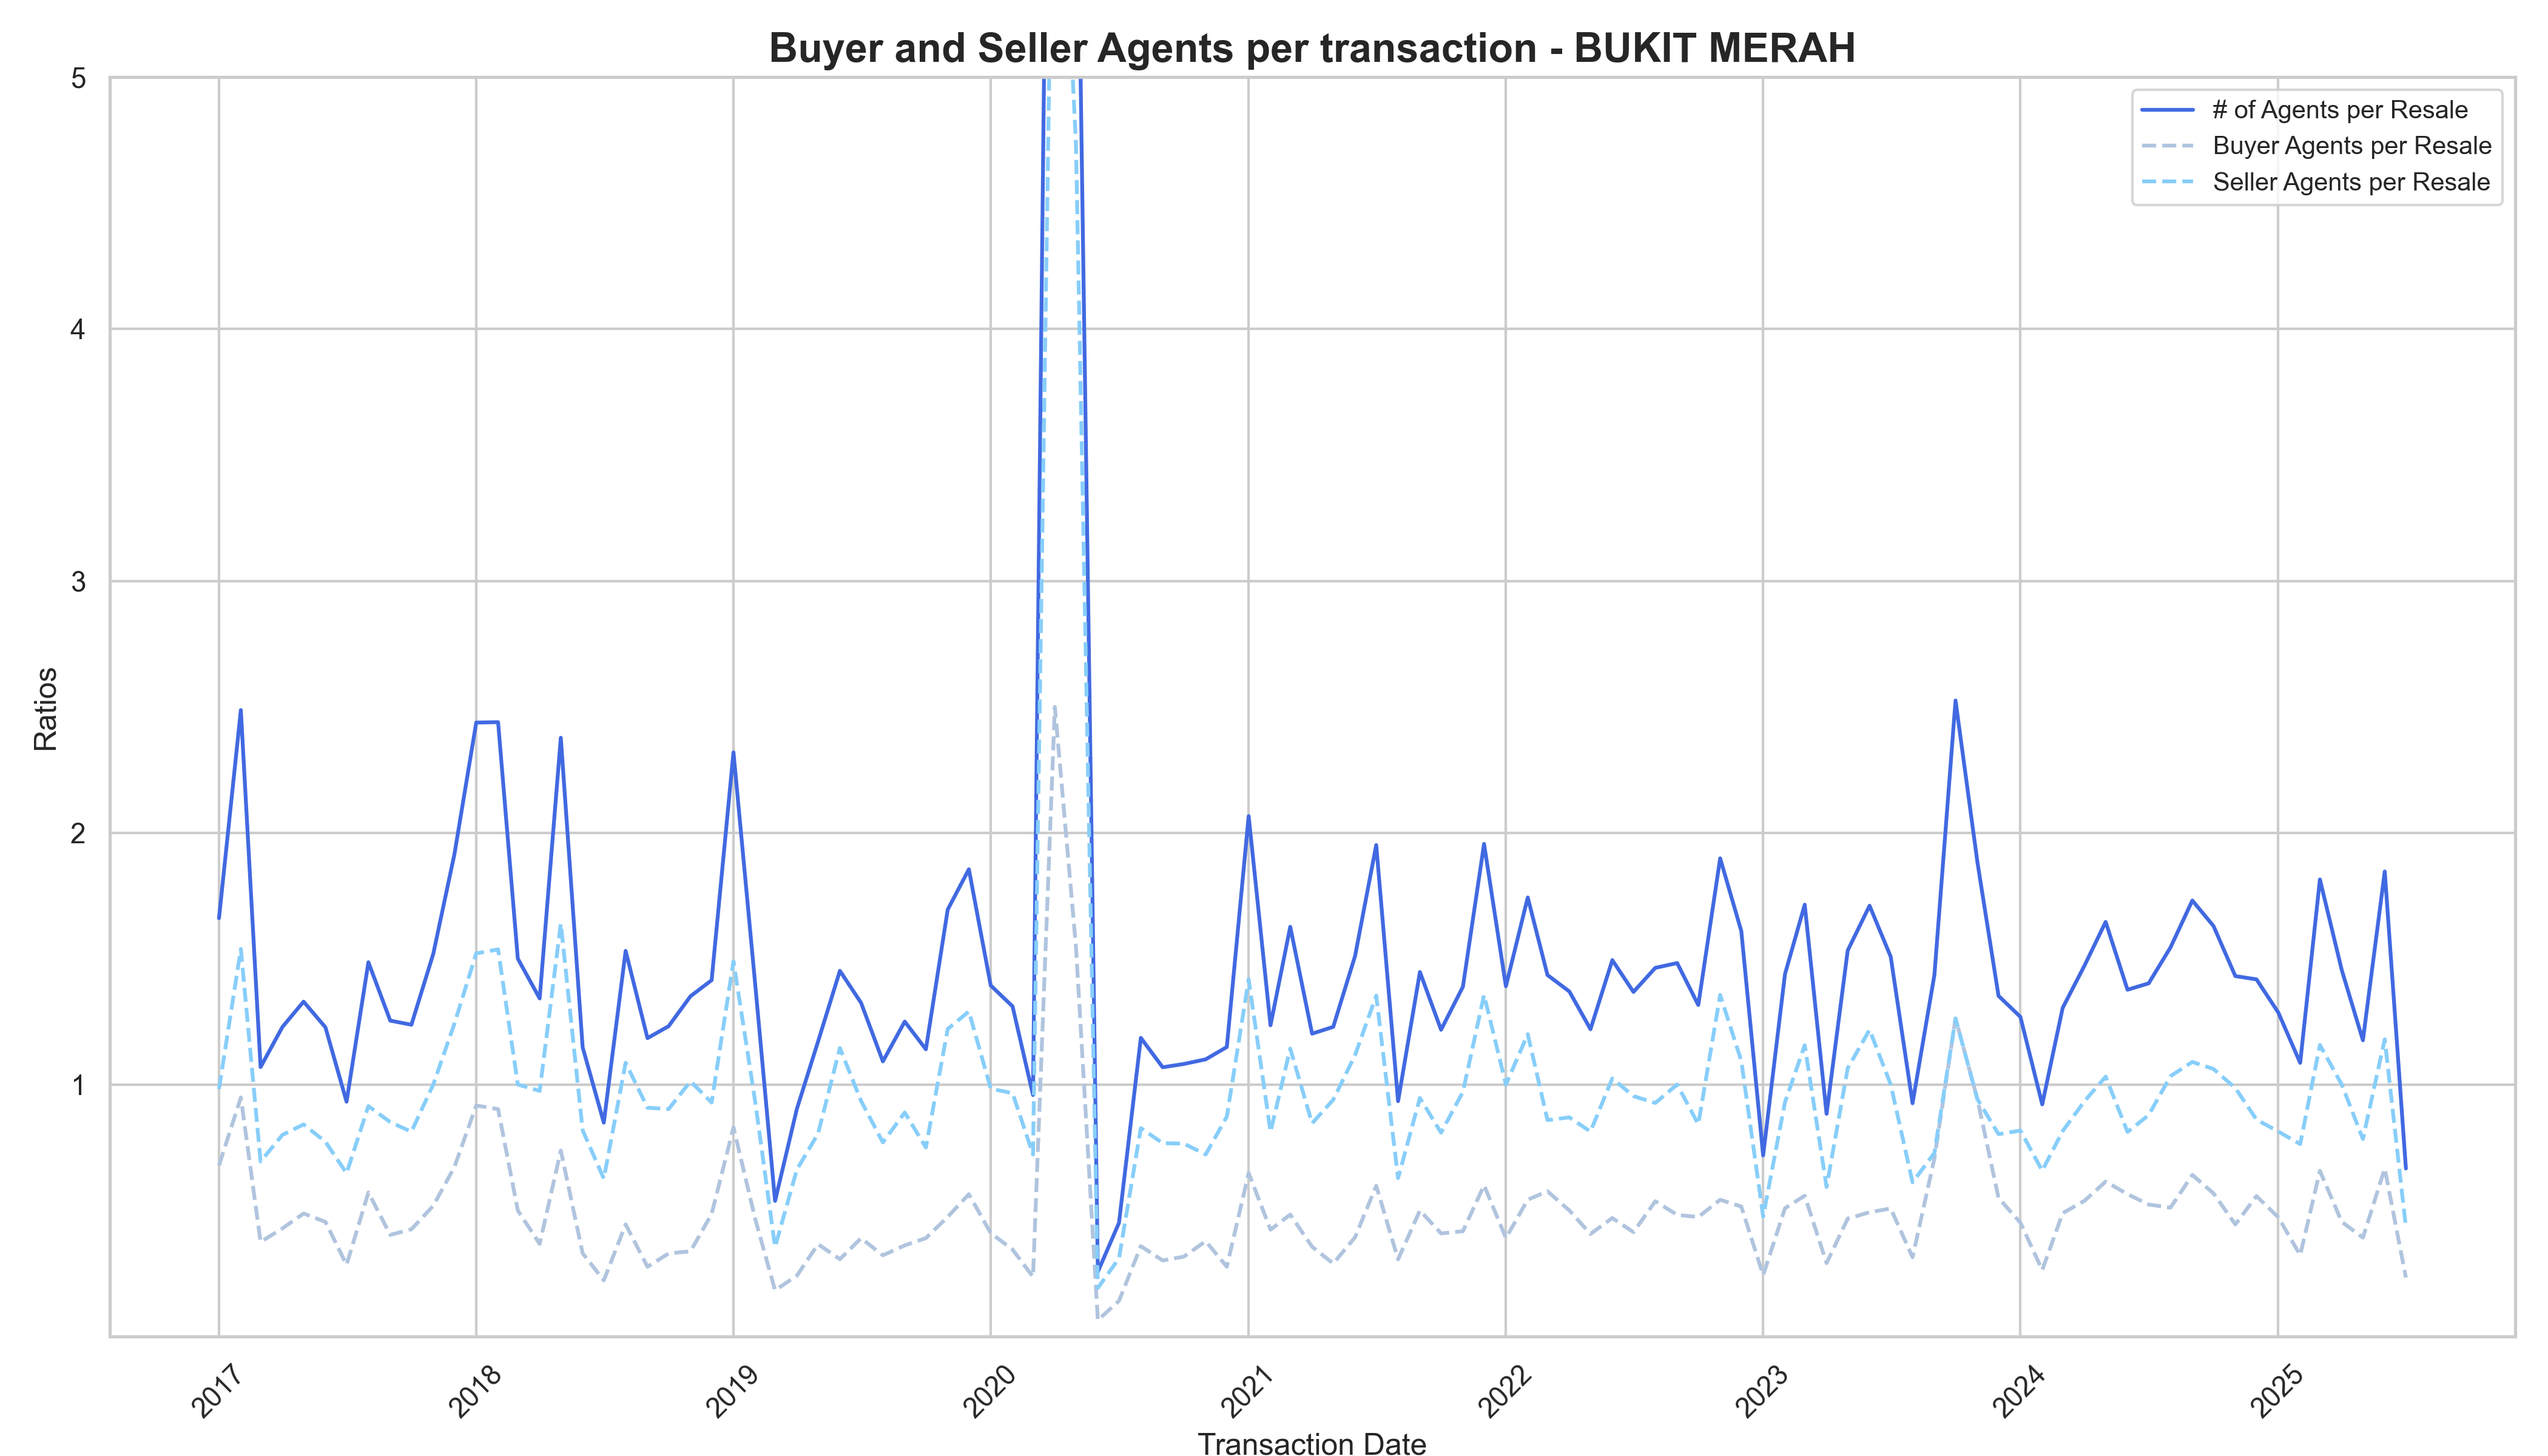 Buyer and Seller Agents per transaction - BUKIT MERAH
5
# of Agents per Resale
Buyer Agents per Resale
Seller Agents per Resale
4
3
Ratios
2
1
2017 2018 2019 2020 2021 2022 2023 2024 2025
Transaction Date